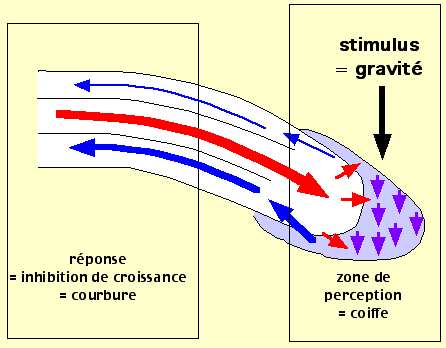 stimulus
= gravité
réponse
= inhibition de croissance
= courbure
zone de
perception
= coiffe